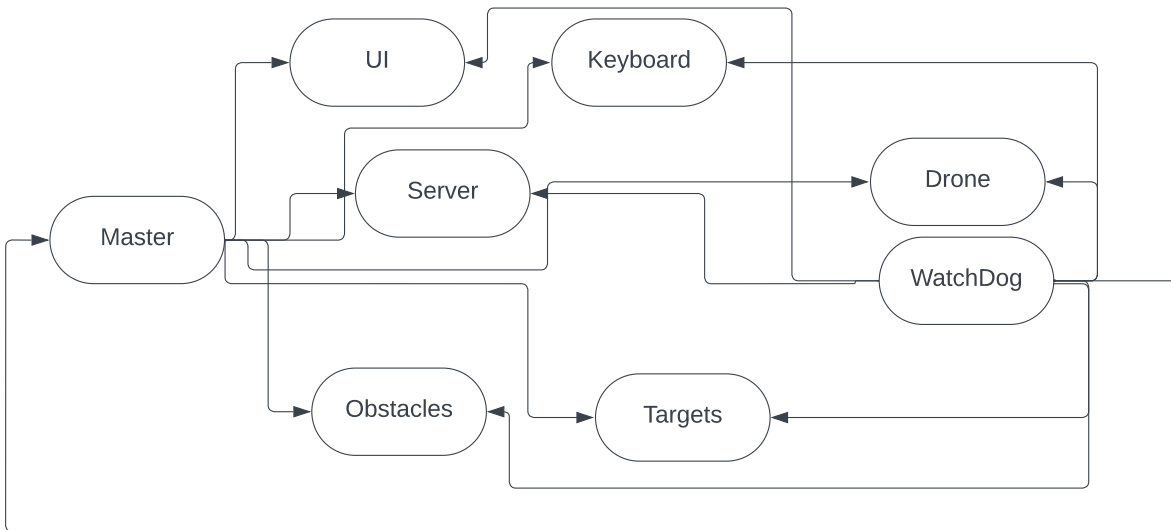 UI
Keyboard
Server
Drone
Master
WatchDog
Obstacles
Targets